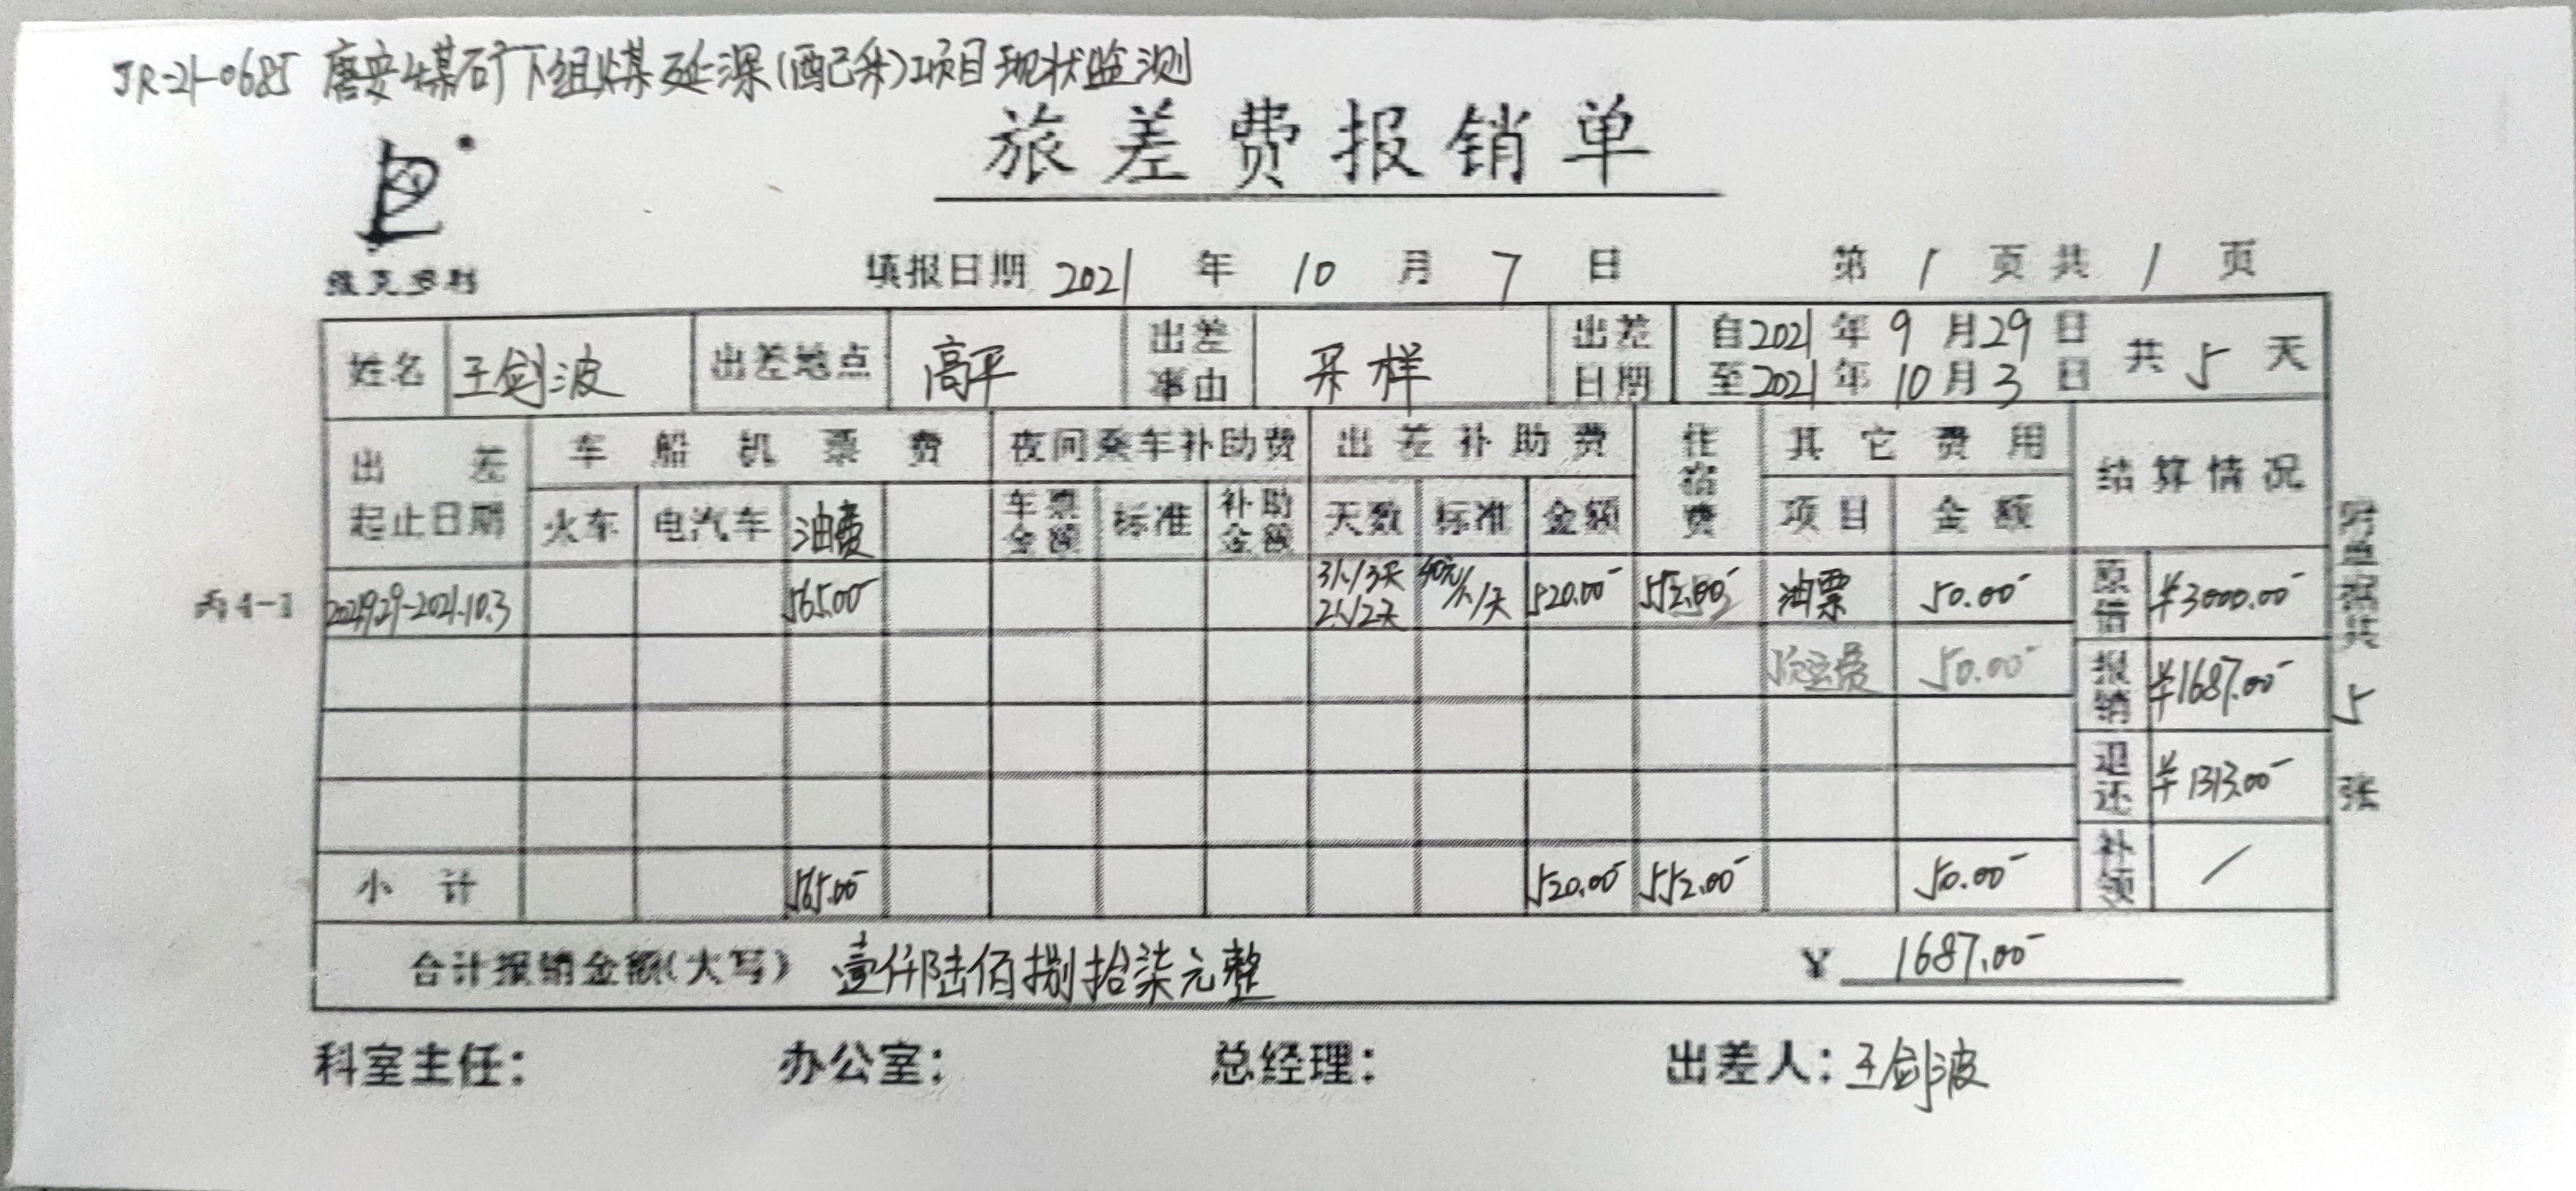 JR-21-0685 唐安煤矿下组煤延深(配采)项目现状监测
旅差费报销单
填报日期 2021 年 10 月 7 日 第 1 页共 1 页
姓名 王剑波 出差地点 高平 出差事由 采样 出差日期 自2021年9月29日 至2021年10月3日 共5天
出差起止日期 车船机票费 夜间乘车补助费 出差补助费 住宿费 其它费用 结算情况
火车 电汽车 油费 车票金额 标准 补助金额 天数 标准 金额 项目 金额
丙4-1 2021.9.29-2021.10.3 565.00 3人/3天 2人/2天 40元/人/天 520.00 552.00 油票 50.00 原借 ¥3000.00
50.00 报销 ¥1687.00
退还 ¥1313.00
小计 565.00 520.00 552.00 50.00 补领 /
附单据共 5 张
合计报销金额(大写) 壹仟陆佰捌拾柒元整 ¥ 1687.00
科室主任: 办公室: 总经理: 出差人: 王剑波